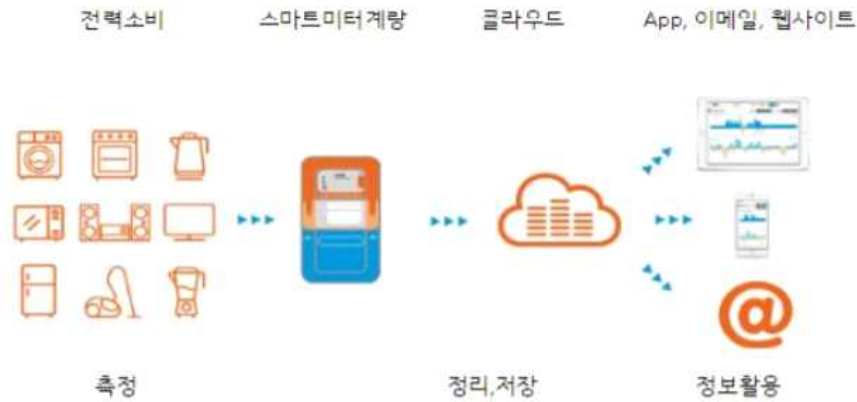 전력소비
스마트미터계량
클라우드
App, 이메일, 웹사이트
@
측정
정리,저장
정보활용